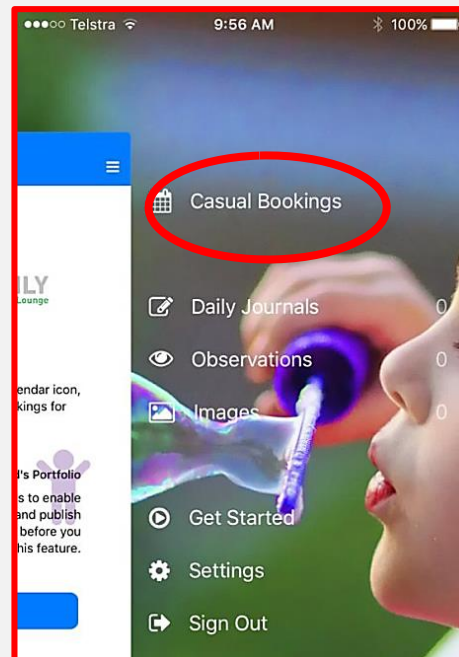 Telstra 9:56 AM 100%
Casual Bookings
ILY
Lounge
Daily Journals 0
Observations 0
Images 0
endar icon,
kings for
d's Portfolio
s to enable
and publish
before you
his feature.
Get Started
Settings
Sign Out